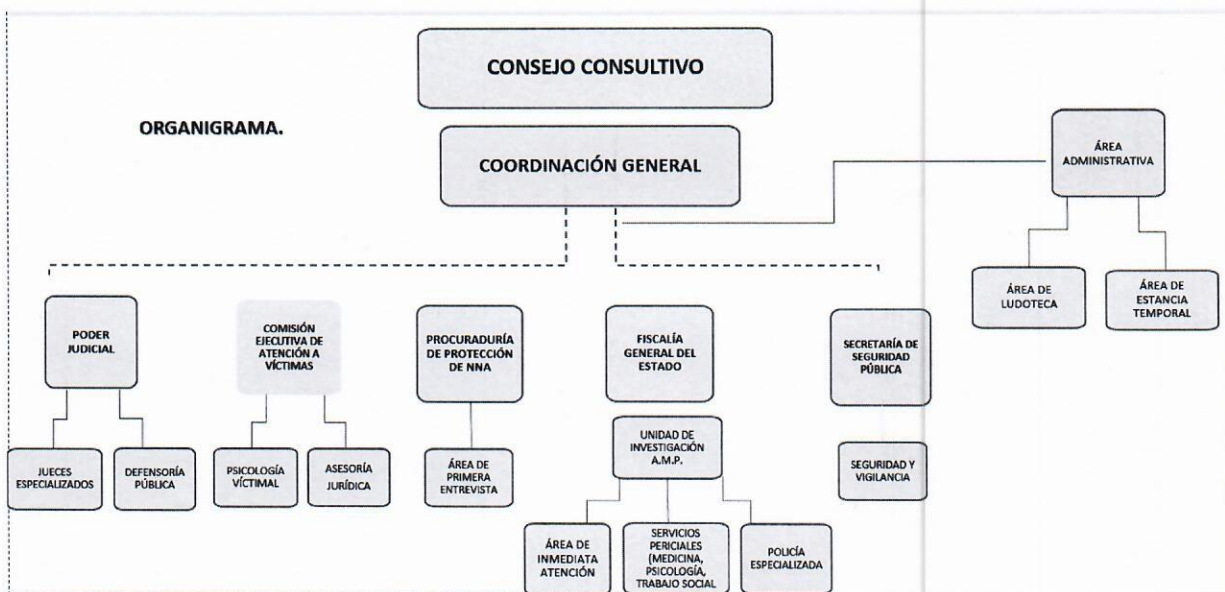 CONSEJO CONSULTIVO
ORGANIGRAMA.
COORDINACIÓN GENERAL
ÁREA
ADMINISTRATIVA
ÁREA DE
LUDOTECA
ÁREA DE
ESTANCIA
TEMPORAL
PODER
JUDICIAL
COMISIÓN
EJECUTIVA DE
ATENCIÓN A
VÍCTIMAS
PROCURADURÍA
DE PROTECCIÓN
DE NNA
FISCALÍA
GENERAL DEL
ESTADO
SECRETARÍA DE
SEGURIDAD
PÚBLICA
JUECES
ESPECIALIZADOS
DEFENSORÍA
PÚBLICA
PSICOLOGÍA
VÍCTIMAL
ASESORÍA
JURÍDICA
ÁREA DE
PRIMERA
ENTREVISTA
UNIDAD DE
INVESTIGACIÓN
A.M.P.
SEGURIDAD Y
VIGILANCIA
ÁREA DE
INMEDIATA
ATENCIÓN
SERVICIOS
PERICIALES
(MEDICINA,
PSICOLOGÍA,
TRABAJO SOCIAL
POLICÍA
ESPECIALIZADA